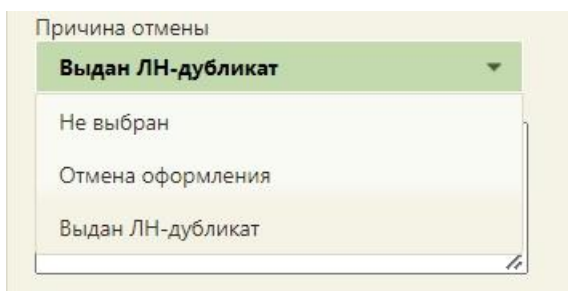 Причина отмены
Выдан ЛН-дубликат
Не выбран
Отмена оформления
Выдан ЛН-дубликат